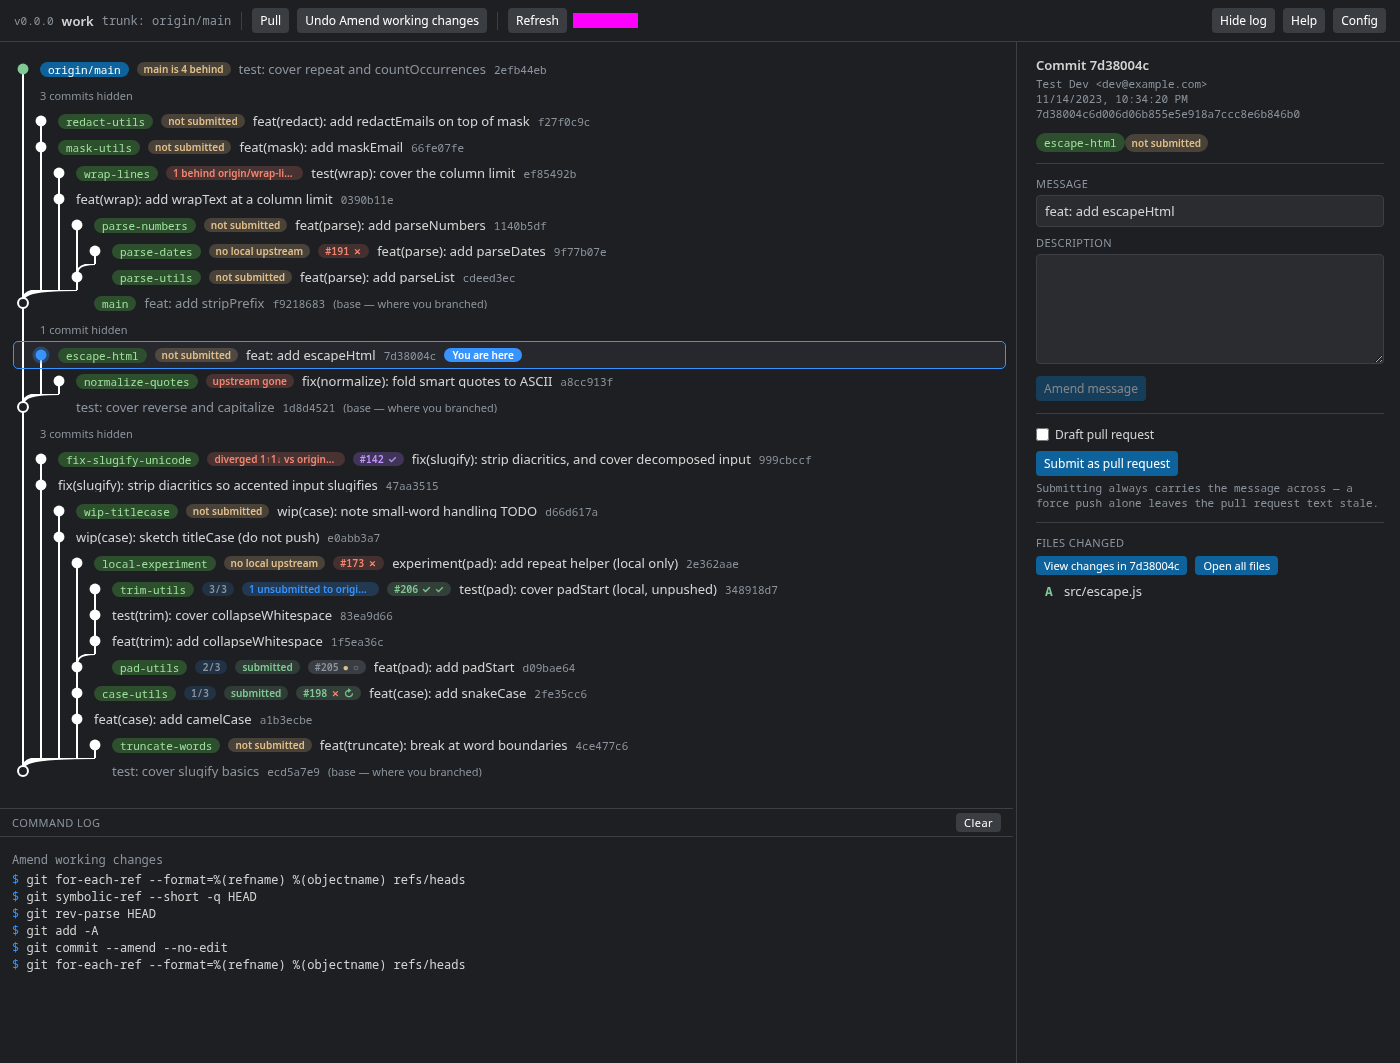 v0.0.0 work trunk: origin/main Pull Undo Amend working changes Refresh Hide log Help Config
origin/main main is 4 behind test: cover repeat and countOccurrences 2efb44eb
3 commits hidden
redact-utils not submitted feat(redact): add redactEmails on top of mask f27f0c9c
mask-utils not submitted feat(mask): add maskEmail 66fe07fe
wrap-lines 1 behind origin/wrap-li... test(wrap): cover the column limit ef85492b
feat(wrap): add wrapText at a column limit 0390b11e
parse-numbers not submitted feat(parse): add parseNumbers 1140b5df
parse-dates no local upstream #191 × feat(parse): add parseDates 9f77b07e
parse-utils not submitted feat(parse): add parseList cdeed3ec
main feat: add stripPrefix f9218683 (base — where you branched)
1 commit hidden
escape-html not submitted feat: add escapeHtml 7d38004c You are here
normalize-quotes upstream gone fix(normalize): fold smart quotes to ASCII a8cc913f
test: cover reverse and capitalize 1d8d4521 (base — where you branched)
3 commits hidden
fix-slugify-unicode diverged 1↑1↓ vs origin... #142 ✓ fix(slugify): strip diacritics, and cover decomposed input 999cbccf
fix(slugify): strip diacritics so accented input slugifies 47aa3515
wip-titlecase not submitted wip(case): note small-word handling TODO d66d617a
wip(case): sketch titleCase (do not push) e0abb3a7
local-experiment no local upstream #173 × experiment(pad): add repeat helper (local only) 2e362aae
trim-utils 3/3 1 unsubmitted to origi... #206 ✓ ✓ test(pad): cover padStart (local, unpushed) 348918d7
test(trim): cover collapseWhitespace 83ea9d66
feat(trim): add collapseWhitespace 1f5ea36c
pad-utils 2/3 submitted #205 ● ○ feat(pad): add padStart d09bae64
case-utils 1/3 submitted #198 × ↻ feat(case): add snakeCase 2fe35cc6
feat(case): add camelCase a1b3ecbe
truncate-words not submitted feat(truncate): break at word boundaries 4ce477c6
test: cover slugify basics ecd5a7e9 (base — where you branched)
COMMAND LOG Clear
Amend working changes
$ git for-each-ref --format=%(refname) %(objectname) refs/heads
$ git symbolic-ref --short -q HEAD
$ git rev-parse HEAD
$ git add -A
$ git commit --amend --no-edit
$ git for-each-ref --format=%(refname) %(objectname) refs/heads
Commit 7d38004c
Test Dev <dev@example.com>
11/14/2023, 10:34:20 PM
7d38004c6d006d06b855e5e918a7ccc8e6b846b0
escape-html not submitted
MESSAGE
feat: add escapeHtml
DESCRIPTION
Amend message
Draft pull request
Submit as pull request
Submitting always carries the message across — a
force push alone leaves the pull request text stale.
FILES CHANGED
View changes in 7d38004c Open all files
A src/escape.js